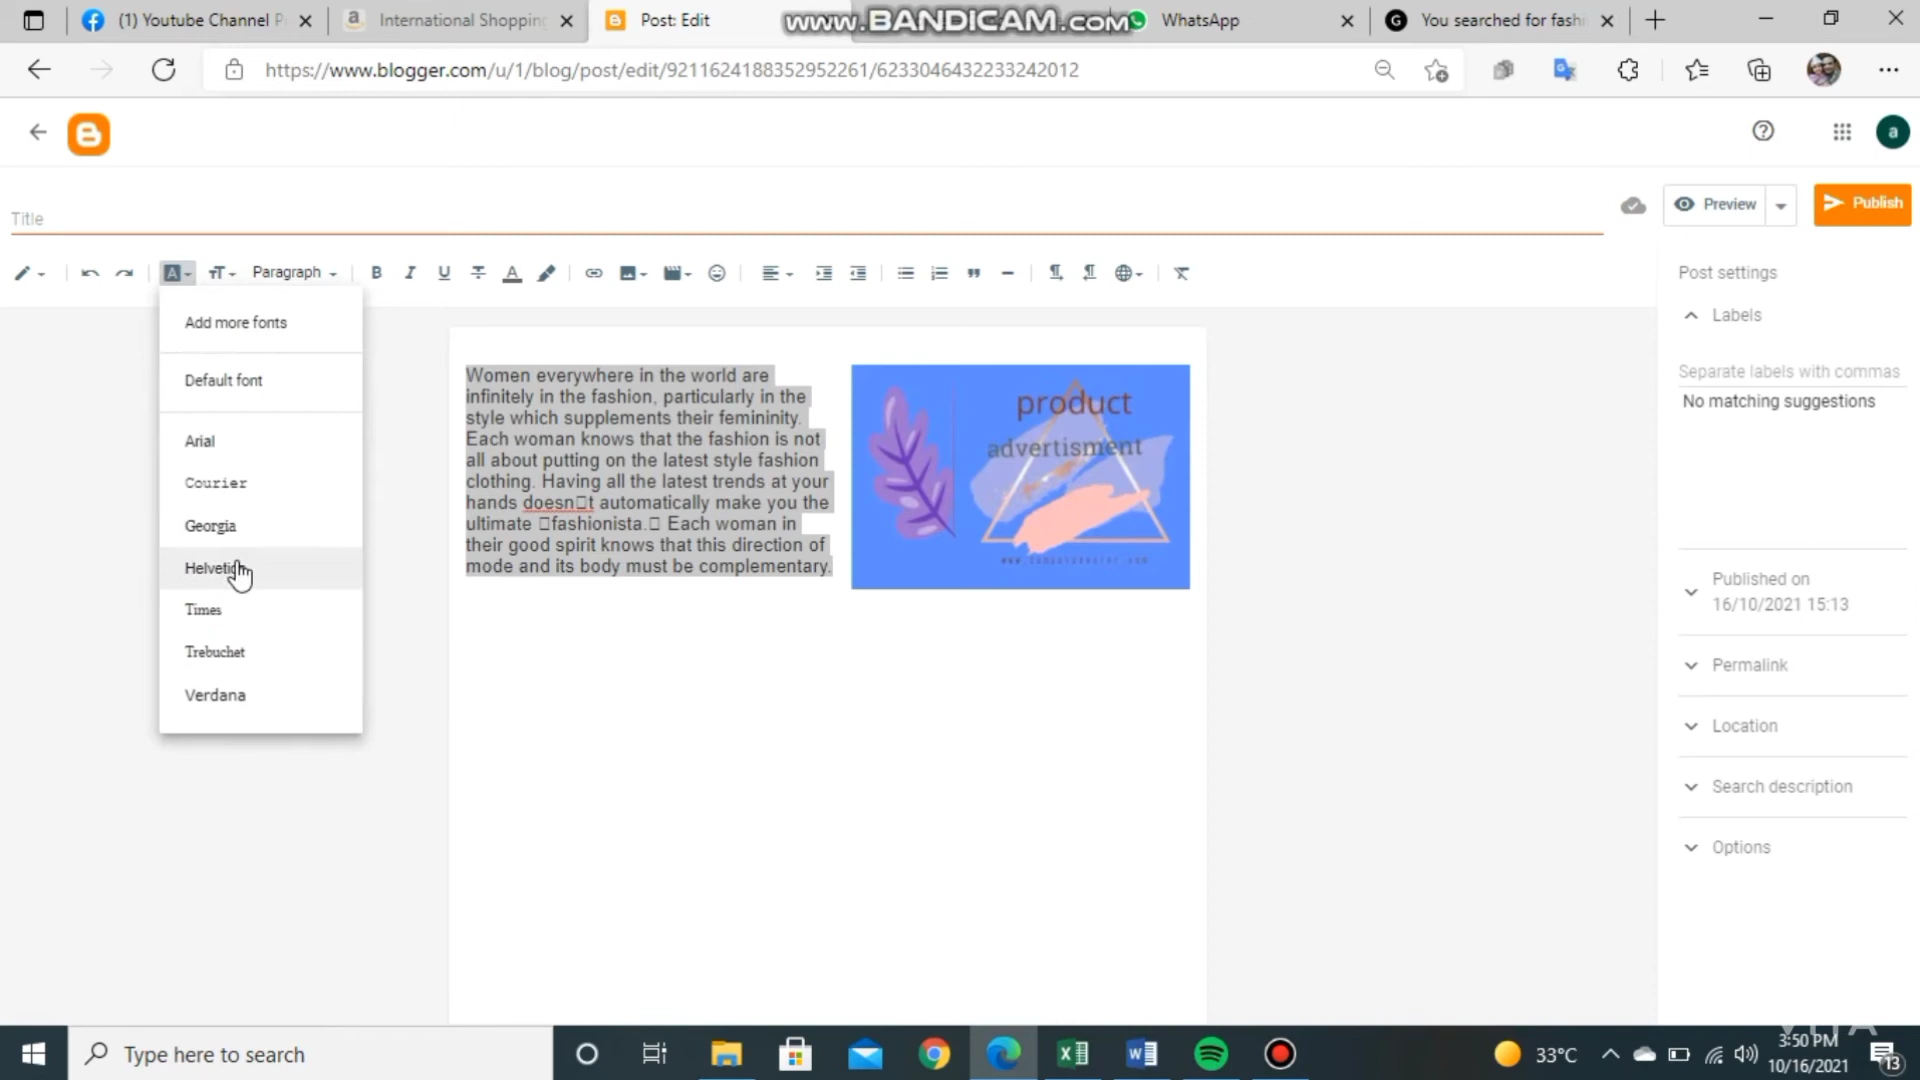 (1) Youtube Channel P
International Shopping
Post: Edit
www.BANDICAM.com
WhatsApp
You searched for fashi
https://www.blogger.com/u/1/blog/post/edit/9211624188352952261/6233046432233242012
a
Title
Preview
Publish
Paragraph
Post settings
Add more fonts
Labels
Default font
Separate labels with commas
No matching suggestions
Arial
Courier
Georgia
Helvetica
Times
Trebuchet
Verdana
Women everywhere in the world are
infinitely in the fashion, particularly in the
style which supplements their femininity.
Each woman knows that the fashion is not
all about putting on the latest style fashion
clothing. Having all the latest trends at your
hands doesn□t automatically make you the
ultimate □fashionista.□ Each woman in
their good spirit knows that this direction of
mode and its body must be complementary.
product
advertisment
Published on
16/10/2021 15:13
Permalink
Location
Search description
Options
Type here to search
33°C
3:50 PM
10/16/2021
13